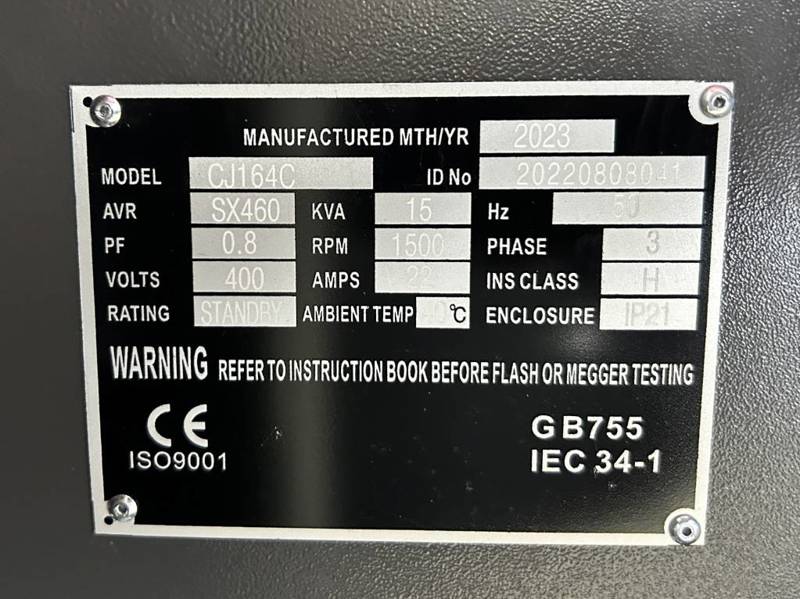 MANUFACTURED MTH/YR 2023
MODEL CJ164C ID No 20220808041
AVR SX460 KVA 15 Hz 50
PF 0.8 RPM 1500 PHASE 3
VOLTS 400 AMPS 22 INS CLASS H
RATING STANDBY AMBIENT TEMP 40℃ ENCLOSURE IP21
WARNING REFER TO INSTRUCTION BOOK BEFORE FLASH OR MEGGER TESTING
CE GB755
ISO9001 IEC 34-1